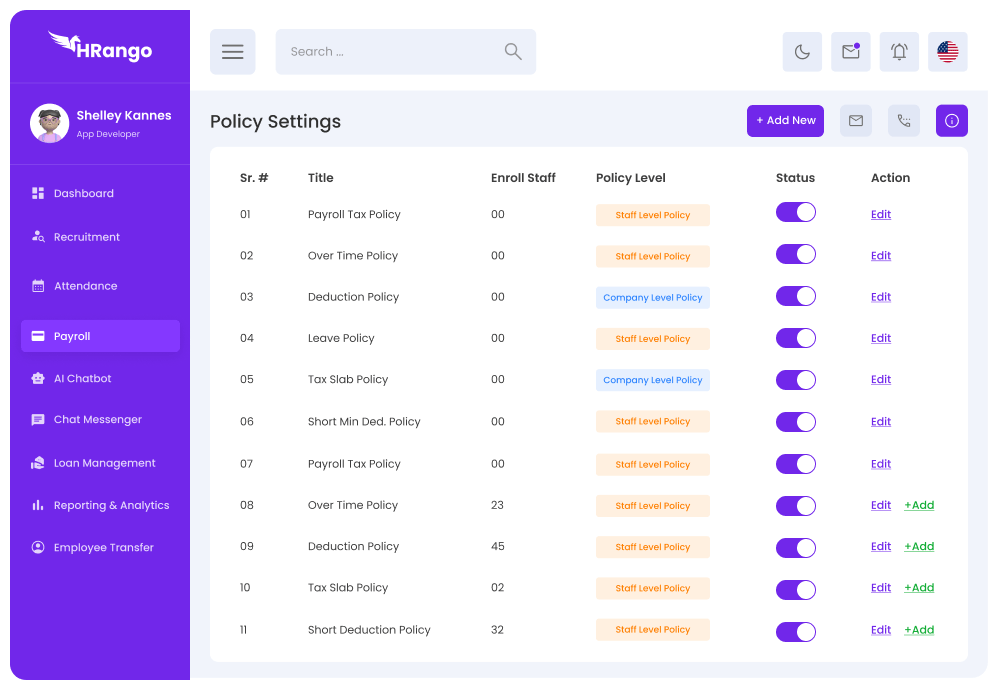 HRango
Search ...
Shelley Kannes
App Developer
Policy Settings
+ Add New
Dashboard
Recruitment
Attendance
Payroll
AI Chatbot
Chat Messenger
Loan Management
Reporting & Analytics
Employee Transfer
Sr. # Title Enroll Staff Policy Level Status Action
01 Payroll Tax Policy 00 Staff Level Policy Edit
02 Over Time Policy 00 Staff Level Policy Edit
03 Deduction Policy 00 Company Level Policy Edit
04 Leave Policy 00 Staff Level Policy Edit
05 Tax Slab Policy 00 Company Level Policy Edit
06 Short Min Ded. Policy 00 Staff Level Policy Edit
07 Payroll Tax Policy 00 Staff Level Policy Edit
08 Over Time Policy 23 Staff Level Policy Edit +Add
09 Deduction Policy 45 Staff Level Policy Edit +Add
10 Tax Slab Policy 02 Staff Level Policy Edit +Add
11 Short Deduction Policy 32 Staff Level Policy Edit +Add